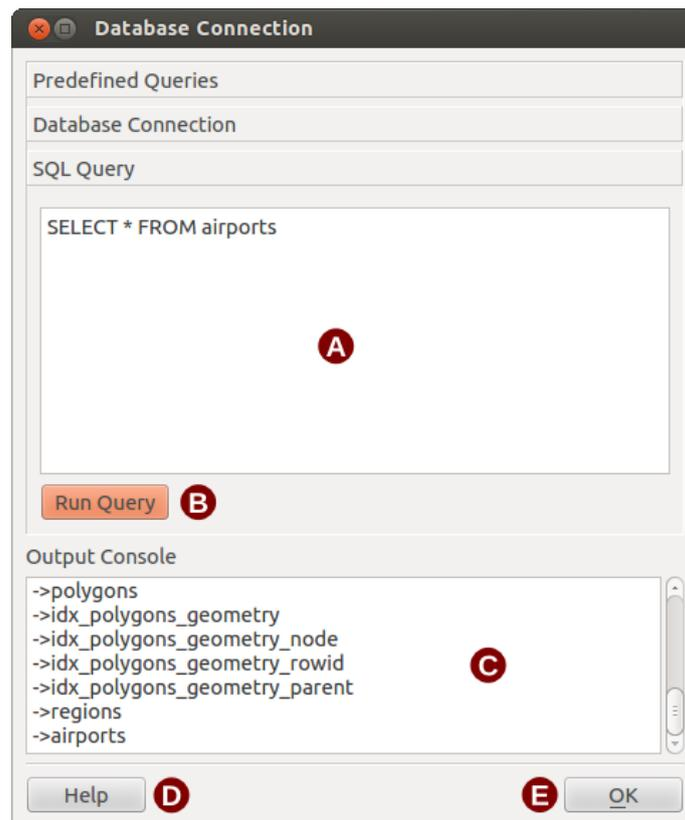 Database Connection
Predefined Queries
Database Connection
SQL Query
SELECT * FROM airports
A
Run Query B
Output Console
->polygons
->idx_polygons_geometry
->idx_polygons_geometry_node
->idx_polygons_geometry_rowid
->idx_polygons_geometry_parent
->regions
->airports
C
Help D E OK